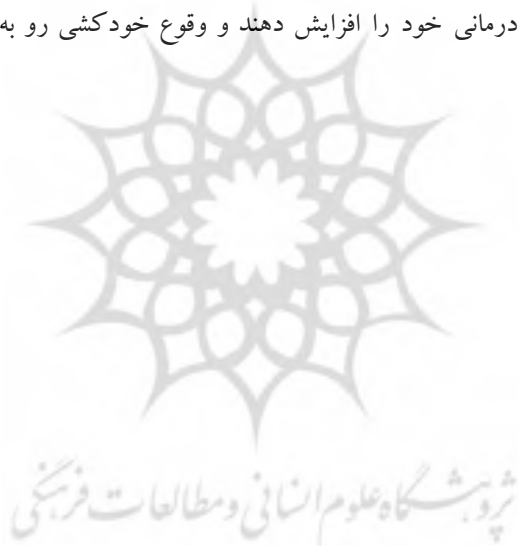 درمانی خود را افزایش دهند و وقوع خودکشی رو به
پژوهشگاه علوم انسانی و مطالعات فرهنگی